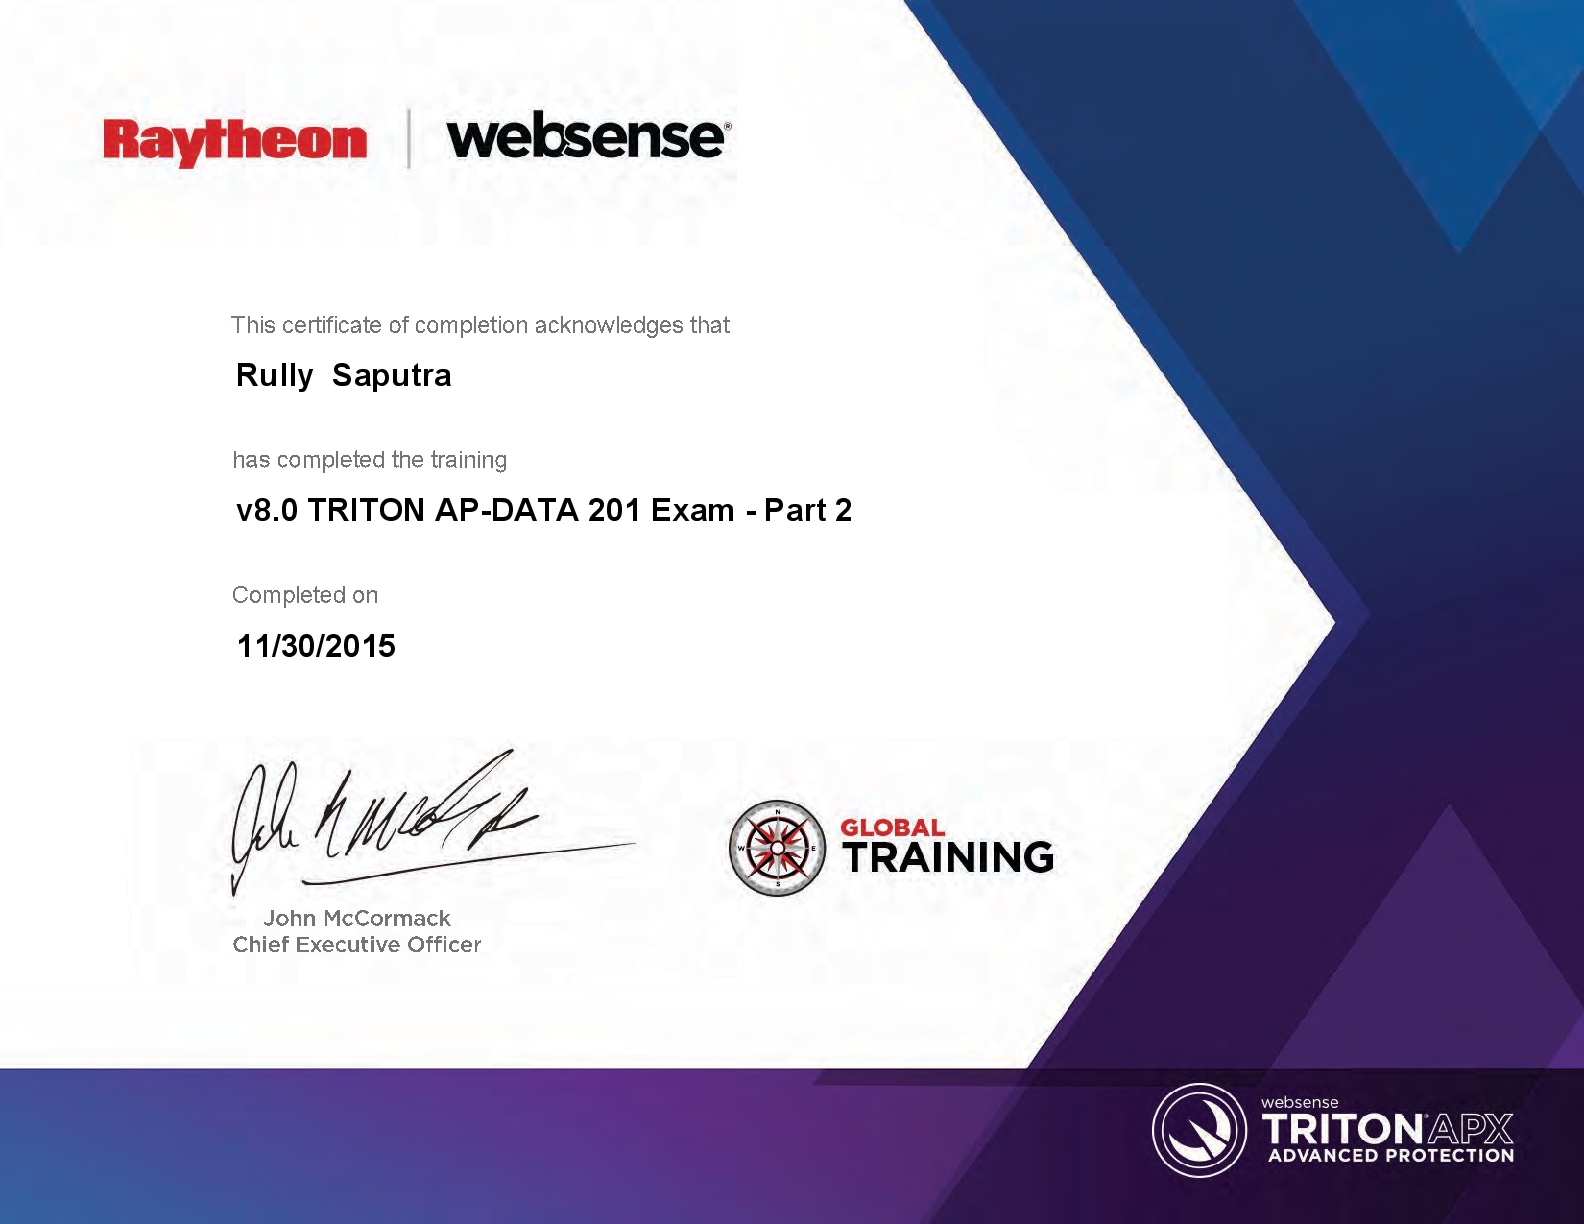 Raytheon | websense®
This certificate of completion acknowledges that
Rully Saputra
has completed the training
v8.0 TRITON AP-DATA 201 Exam - Part 2
Completed on
11/30/2015
John McCormack
Chief Executive Officer
N
W E
S
GLOBAL
TRAINING
websense
TRITON APX
ADVANCED PROTECTION